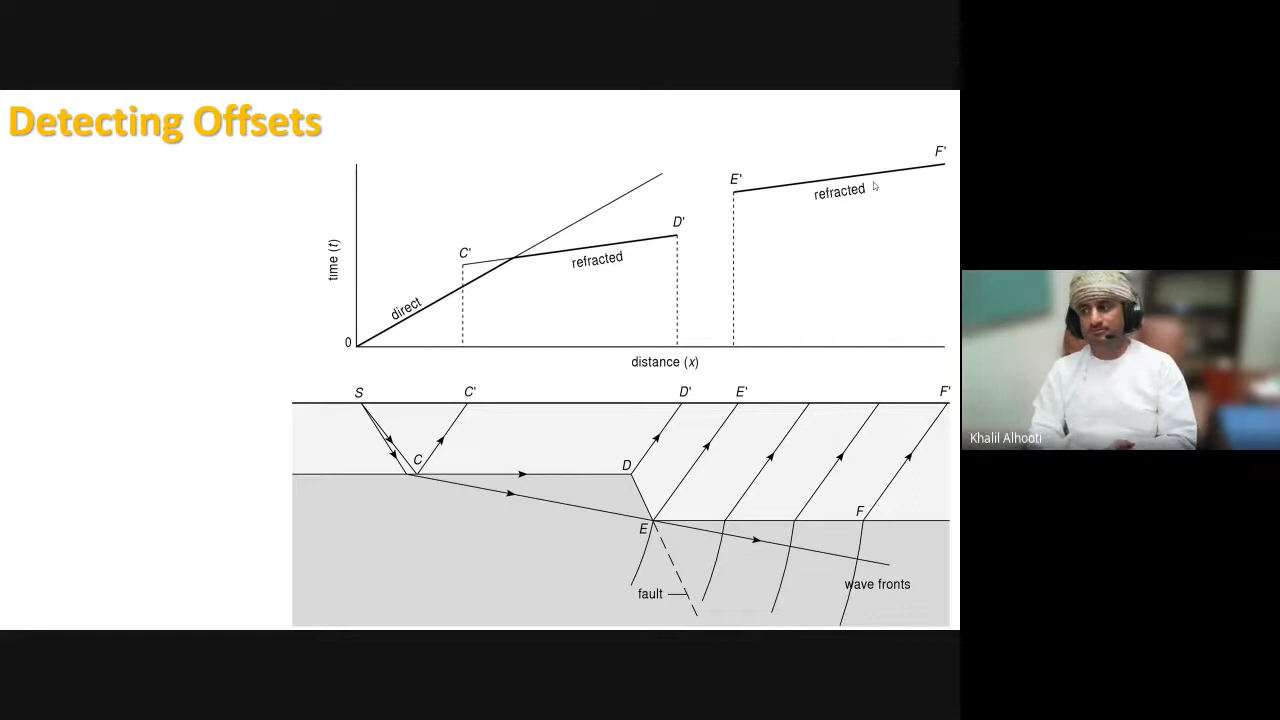 Detecting Offsets
F'
E'
refracted
D'
C'
refracted
time (t)
direct
0
distance (x)
S
C'
D'
E'
F'
C
D
E
F
wave fronts
fault
Khalil Alhooti